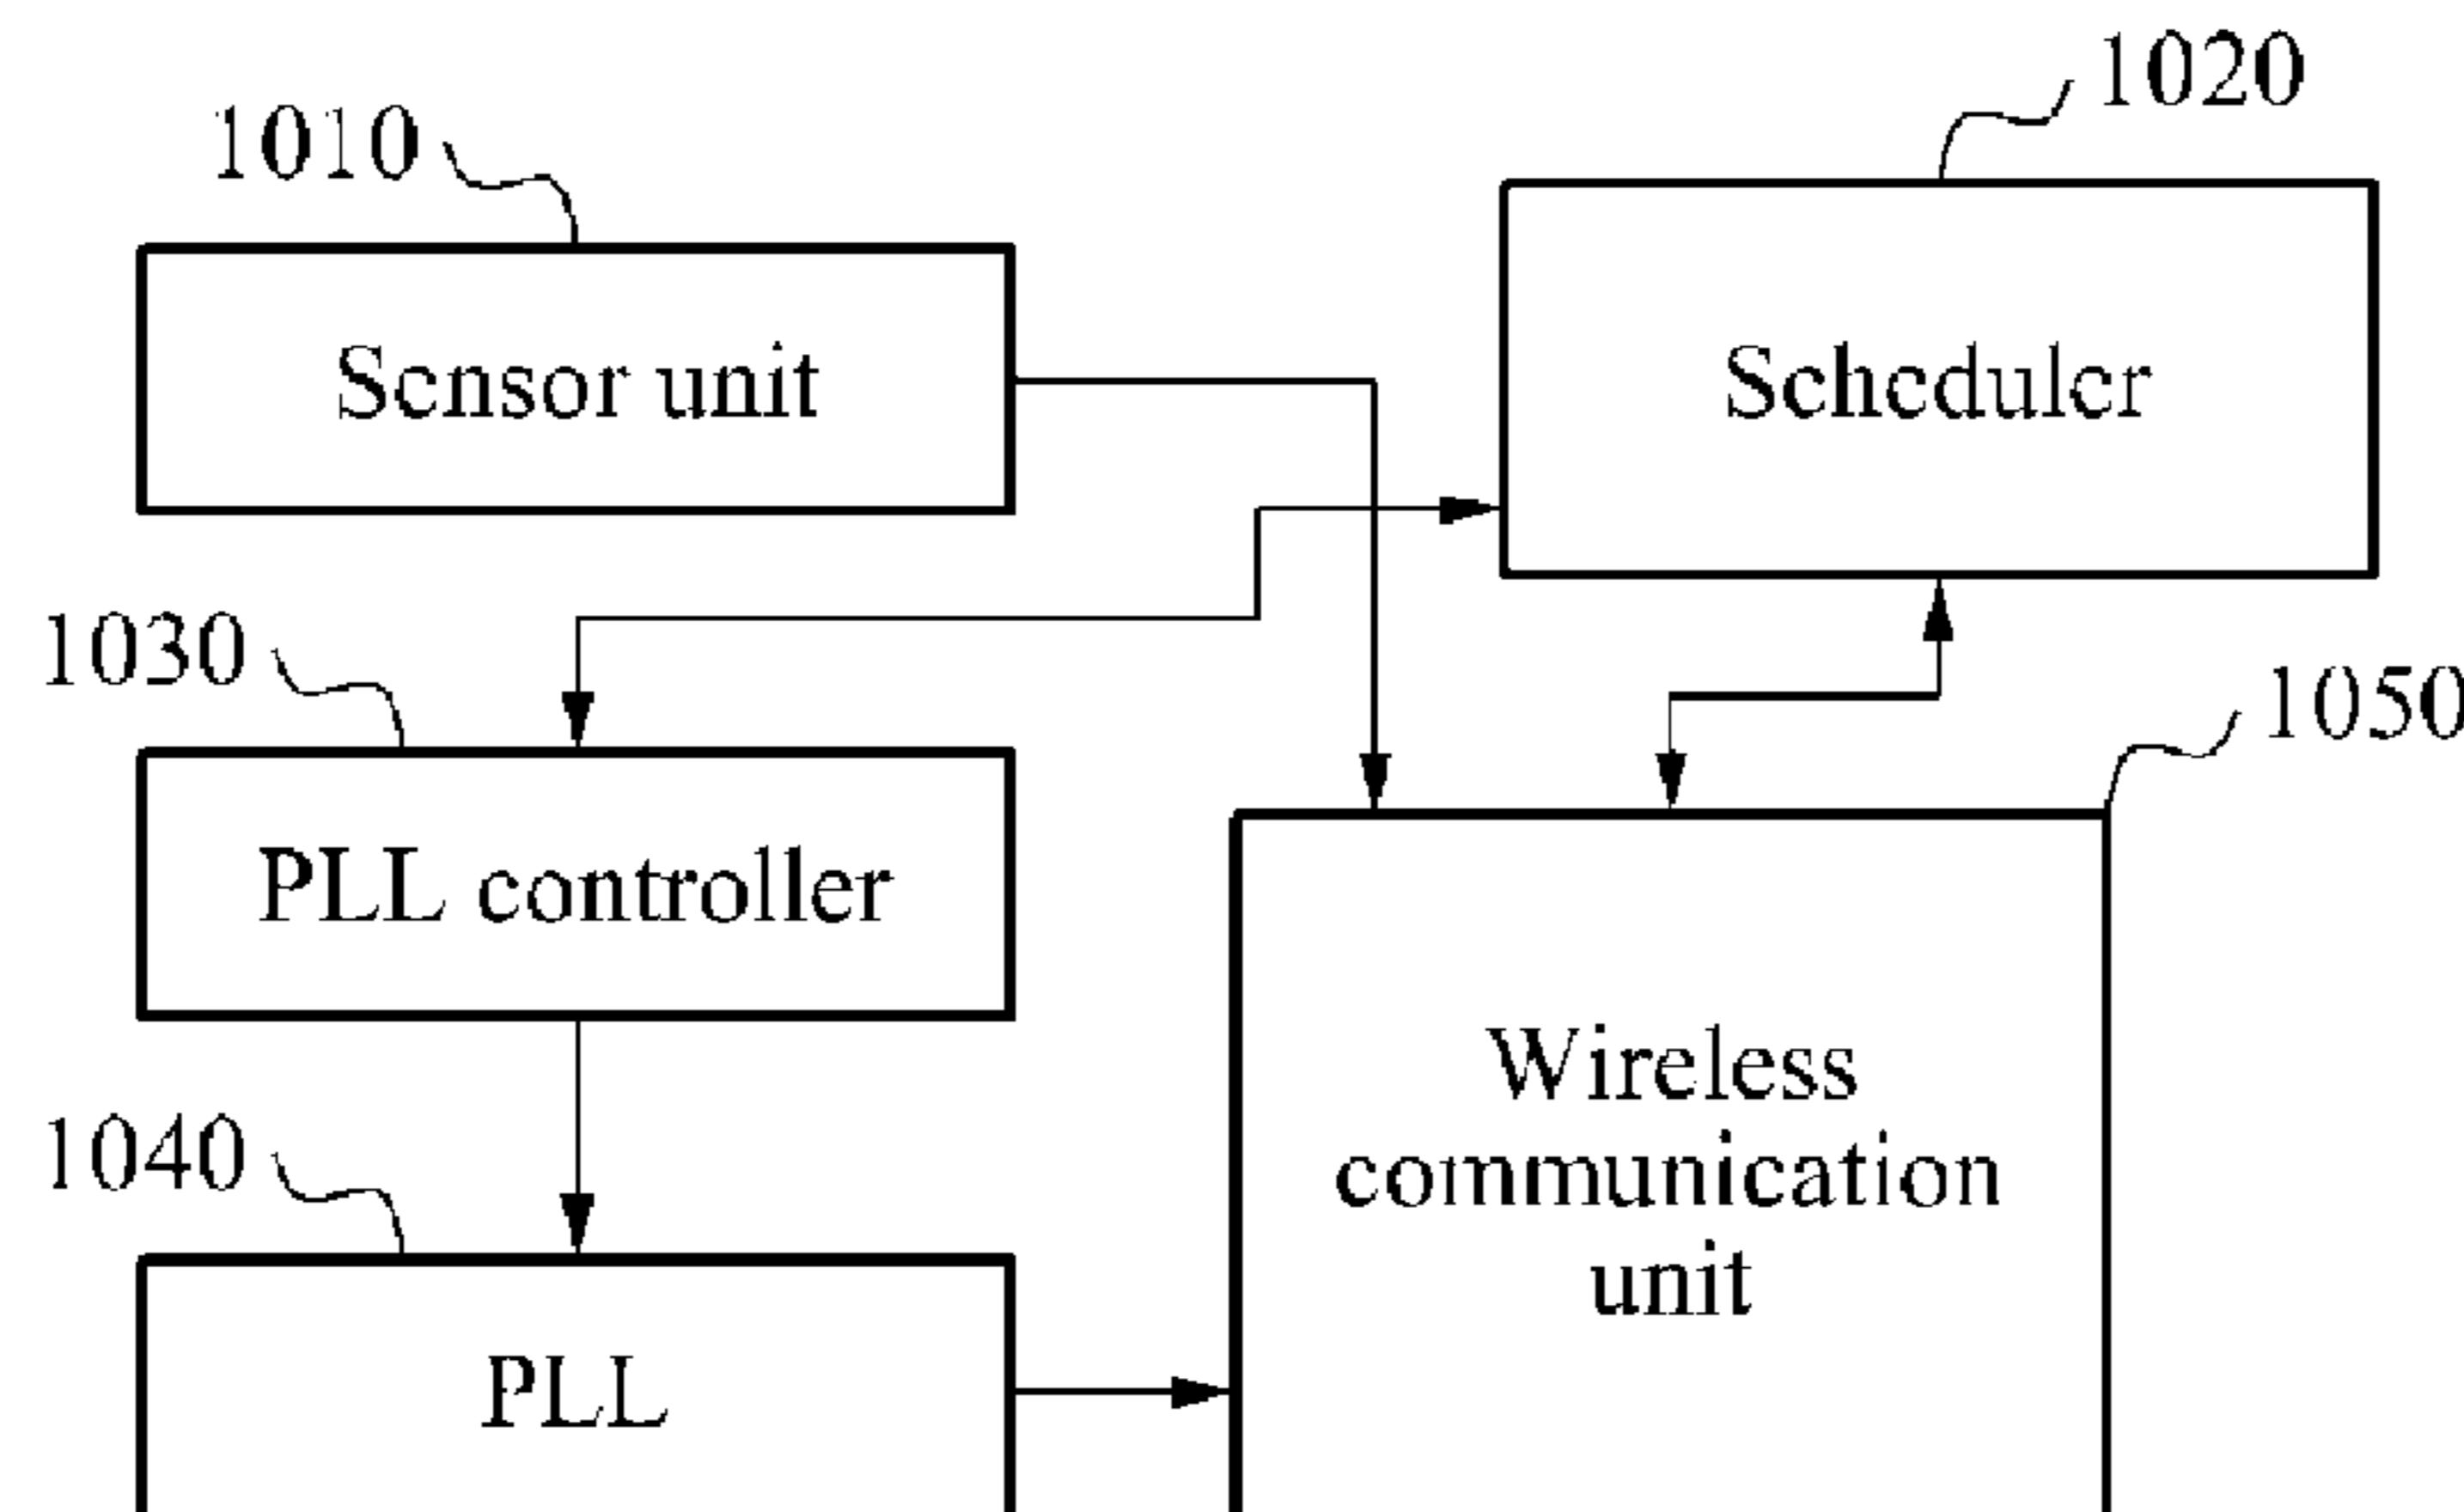 1020
1010
Sensor unit
Scheduler
1030
1050
PLL controller
Wireless
communication
unit
1040
PLL